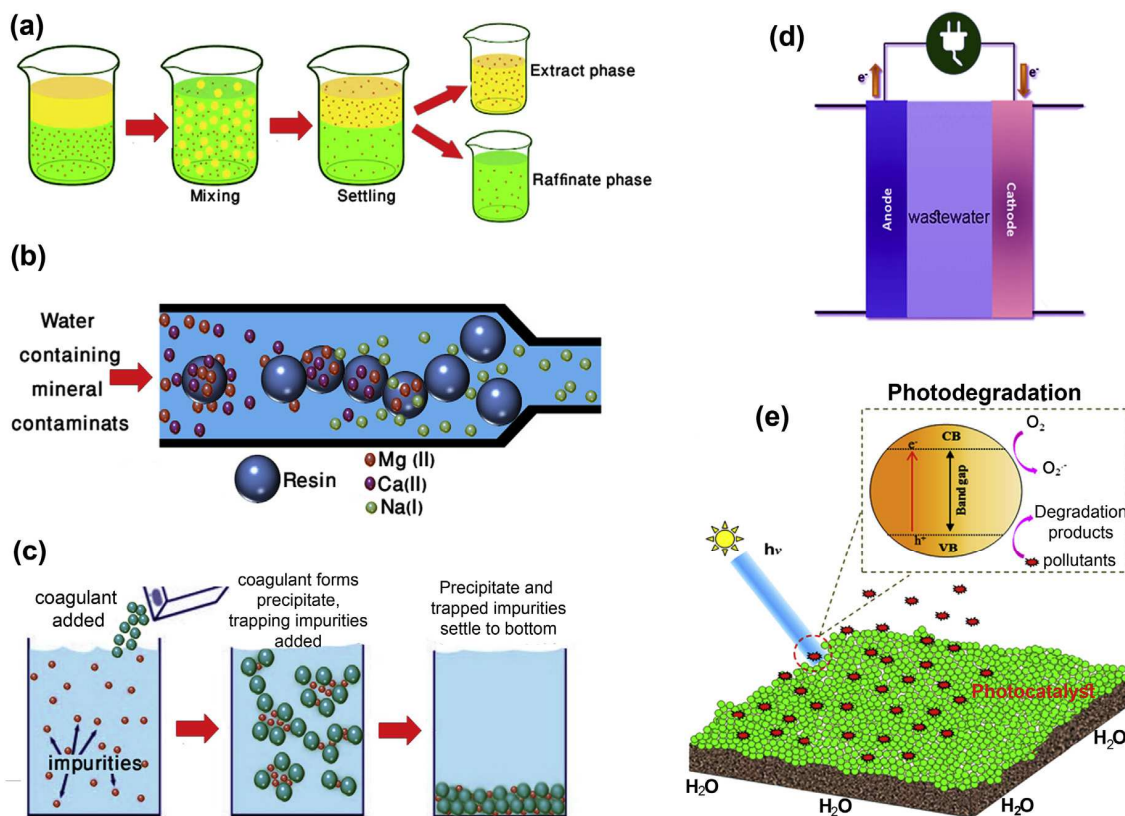 (a)
Mixing
Settling
Extract phase
Raffinate phase
(b)
Water
containing
mineral
contaminats
Resin
Mg (II)
Ca(II)
Na(I)
(c)
coagulant
added
impurities
coagulant forms
precipitate,
trapping impurities
added
Precipitate and
trapped impurities
settle to bottom
(d)
e-
e-
Anode
wastewater
Cathode
(e)
Photodegradation
CB
e-
Band gap
h+
VB
O2
O2.-
Degradation
products
pollutants
hν
Photocatalyst
H2O
H2O
H2O
H2O